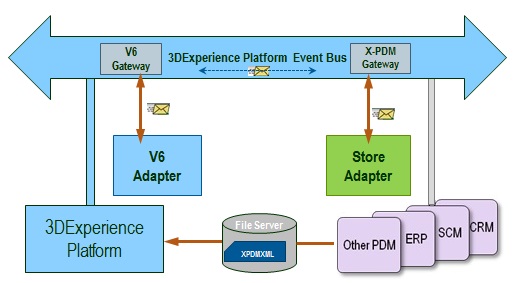 V6
Gateway
3DExperience Platform Event Bus
X-PDM
Gateway
V6
Adapter
Store
Adapter
3DExperience
Platform
File Server
XPDMXML
Other PDM
ERP
SCM
CRM